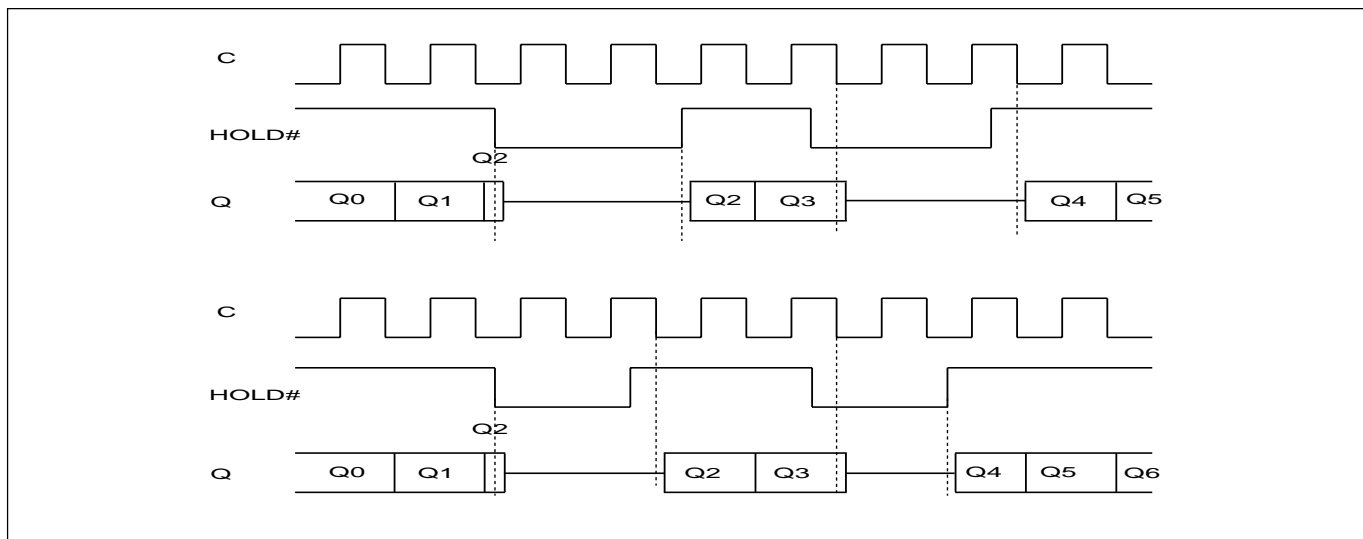 C
HOLD#
Q2
Q Q0 Q1 Q2 Q3 Q4 Q5
C
HOLD#
Q2
Q Q0 Q1 Q2 Q3 Q4 Q5 Q6